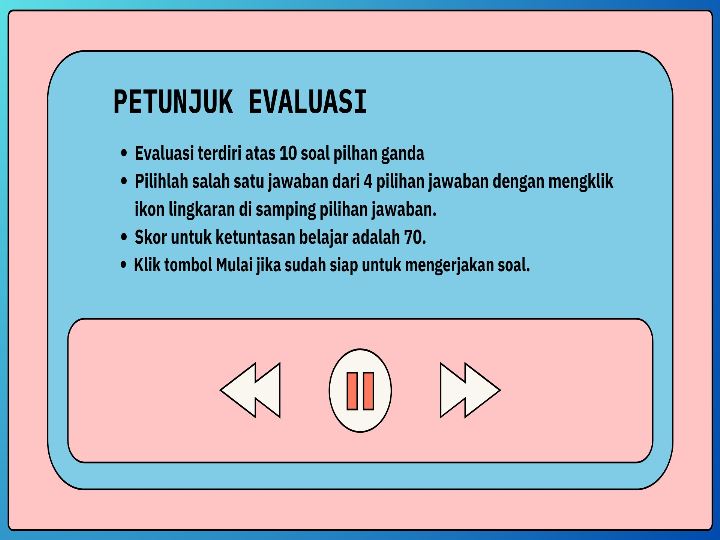 PETUNJUK EVALUASI
• Evaluasi terdiri atas 10 soal pilhan ganda
• Pilihlah salah satu jawaban dari 4 pilihan jawaban dengan mengklik
ikon lingkaran di samping pilihan jawaban.
• Skor untuk ketuntasan belajar adalah 70.
• Klik tombol Mulai jika sudah siap untuk mengerjakan soal.